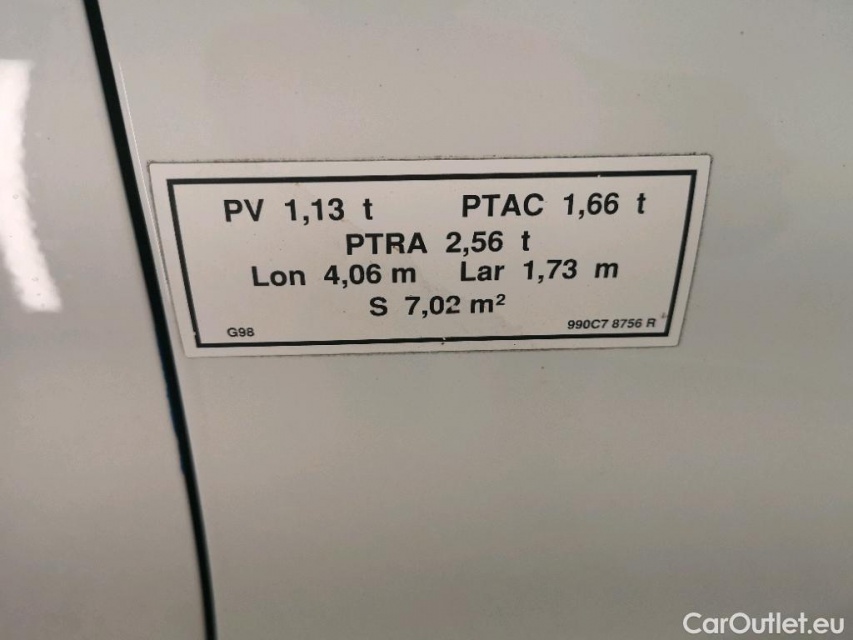 PV 1,13 t PTAC 1,66 t
PTRA 2,56 t
Lon 4,06 m Lar 1,73 m
S 7,02 m²
G98 990C7 8756 R
CarOutlet.eu